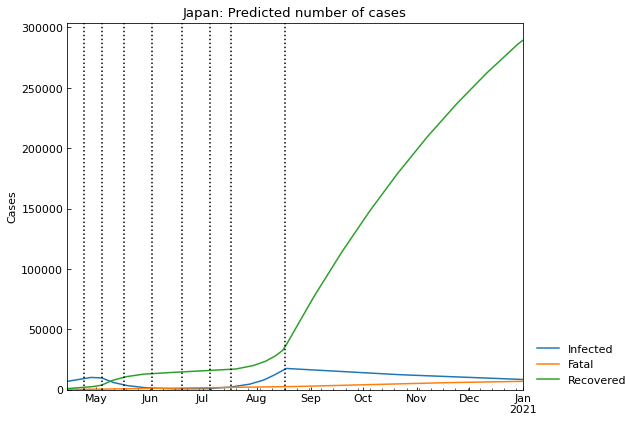 Japan: Predicted number of cases
300000
250000
200000
150000
100000
50000
0
Cases
May Jun Jul Aug Sep Oct Nov Dec Jan
2021
Infected
Fatal
Recovered